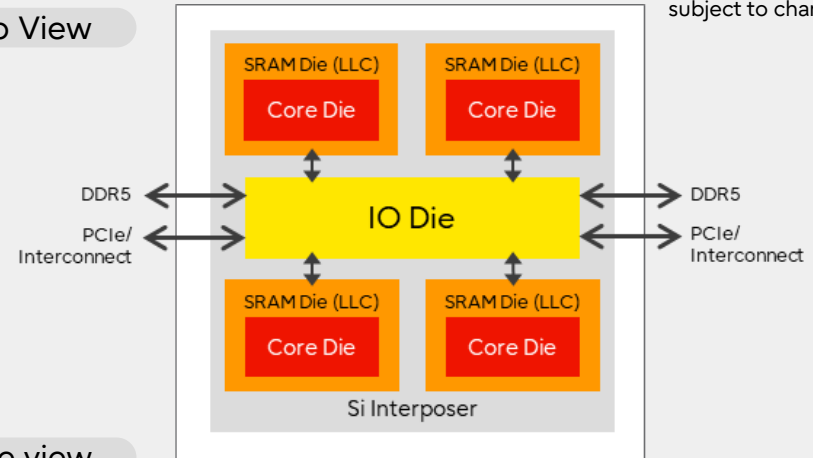 View
subject to
SRAM Die (LLC)
SRAM Die (LLC)
Core Die
Core Die
DDR5
DDR5
IO Die
PCIe/
Interconnect
PCIe/
Interconnect
SRAM Die (LLC)
SRAM Die (LLC)
Core Die
Core Die
Si Interposer
view